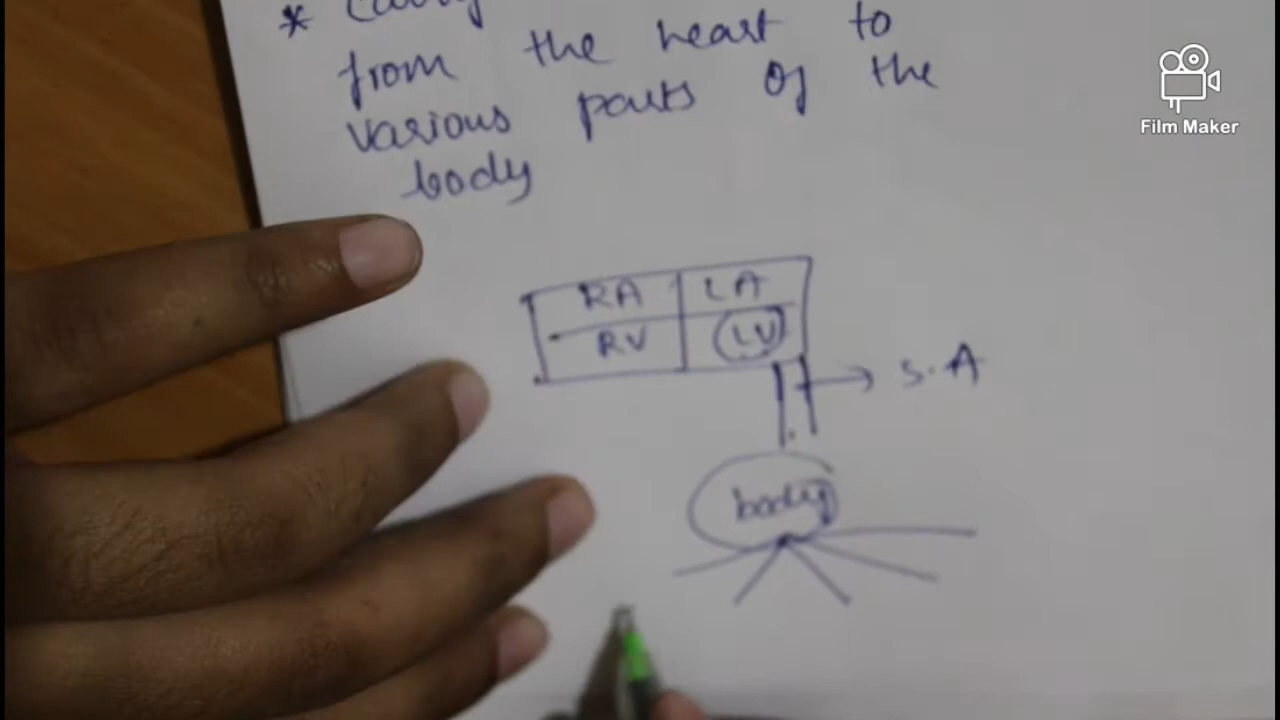 *
from the heart to
various parts of the
body
Film Maker
RA LA
RV LV
S.A
body